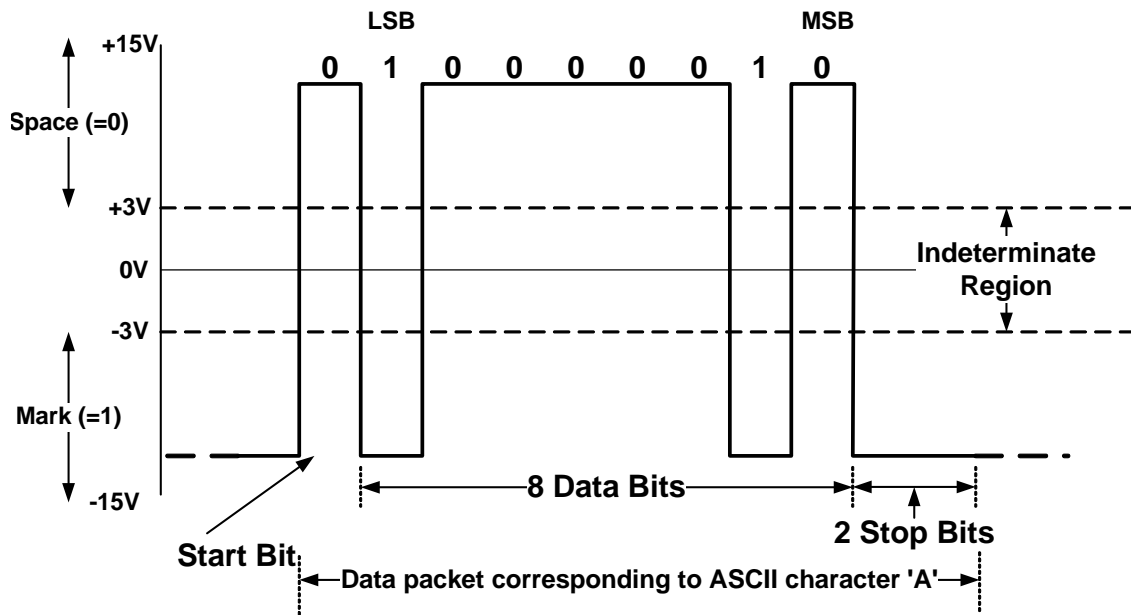 LSB MSB
+15V
0 1 0 0 0 0 0 1 0
Space (=0)
+3V
Indeterminate
Region
0V
-3V
Mark (=1)
8 Data Bits
-15V
2 Stop Bits
Start Bit
Data packet corresponding to ASCII character 'A'